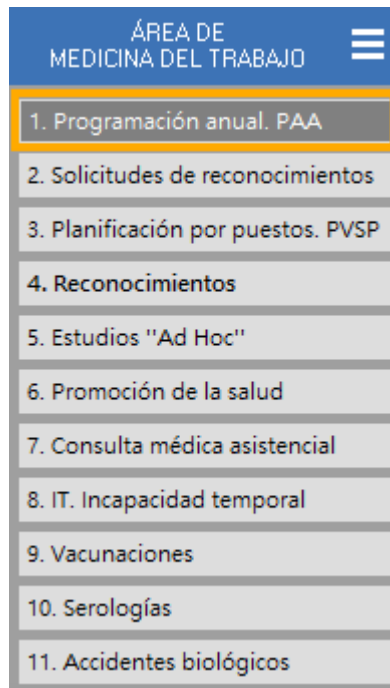 ÁREA DE
MEDICINA DEL TRABAJO
1. Programación anual. PAA
2. Solicitudes de reconocimientos
3. Planificación por puestos. PVSP
4. Reconocimientos
5. Estudios "Ad Hoc"
6. Promoción de la salud
7. Consulta médica asistencial
8. IT. Incapacidad temporal
9. Vacunaciones
10. Serologías
11. Accidentes biológicos